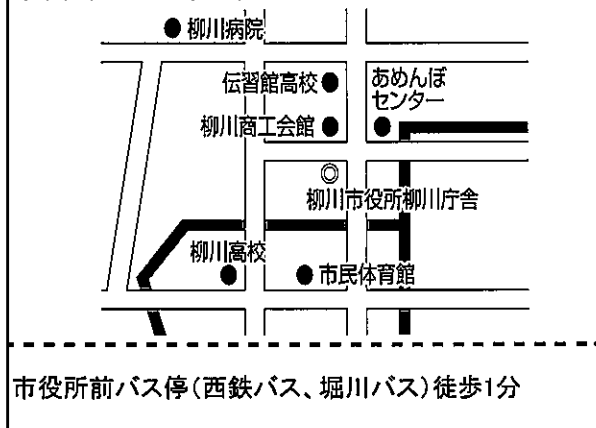 柳川病院
伝習館高校
あめんぼ
センター
柳川商工会館
柳川市役所柳川庁舎
柳川高校
市民体育館
市役所前バス停(西鉄バス、堀川バス)徒歩1分